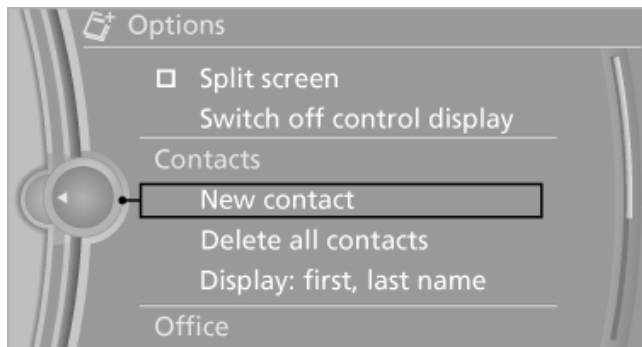 Options
Split screen
Switch off control display
Contacts
New contact
Delete all contacts
Display: first, last name
Office